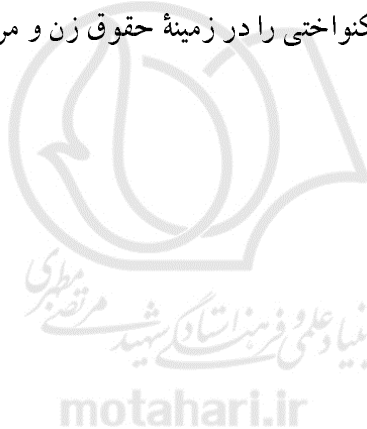 کنواختی را در زمینهٔ حقوق زن و مر
بنیاد علمی و فرهنگی استاد شهید مرتضی مطهری
motahari.ir